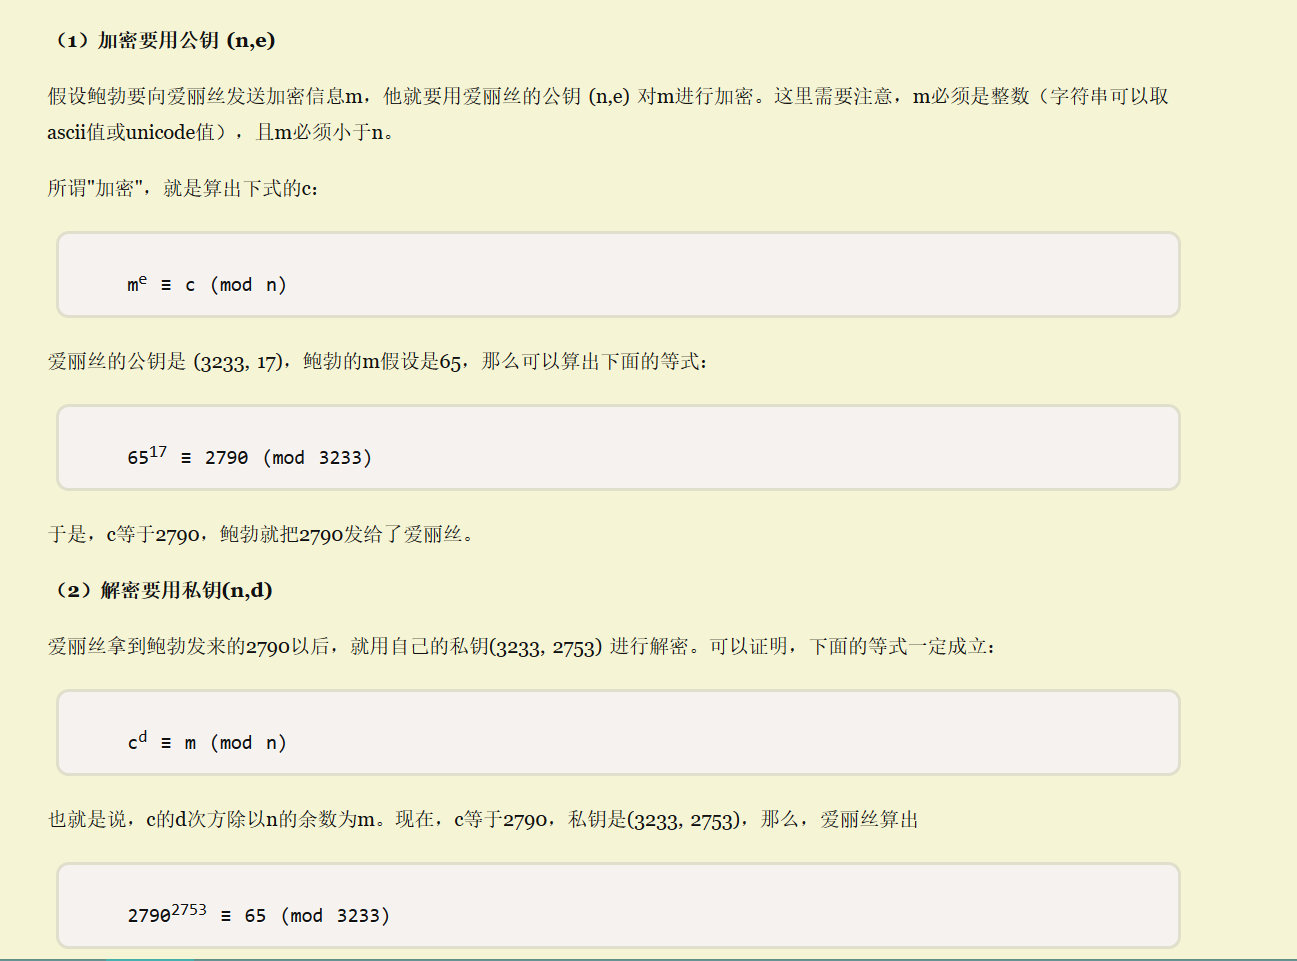 （1）加密要用公钥 (n,e)
假设鲍勃要向爱丽丝发送加密信息m，他就要用爱丽丝的公钥 (n,e) 对m进行加密。这里需要注意，m必须是整数（字符串可以取
ascii值或unicode值），且m必须小于n。
所谓"加密"，就是算出下式的c：
mᵉ ≡ c (mod n)
爱丽丝的公钥是 (3233, 17)，鲍勃的m假设是65，那么可以算出下面的等式：
65¹⁷ ≡ 2790 (mod 3233)
于是，c等于2790，鲍勃就把2790发给了爱丽丝。
（2）解密要用私钥(n,d)
爱丽丝拿到鲍勃发来的2790以后，就用自己的私钥(3233, 2753) 进行解密。可以证明，下面的等式一定成立：
cᵈ ≡ m (mod n)
也就是说，c的d次方除以n的余数为m。现在，c等于2790，私钥是(3233, 2753)，那么，爱丽丝算出
2790²⁷⁵³ ≡ 65 (mod 3233)